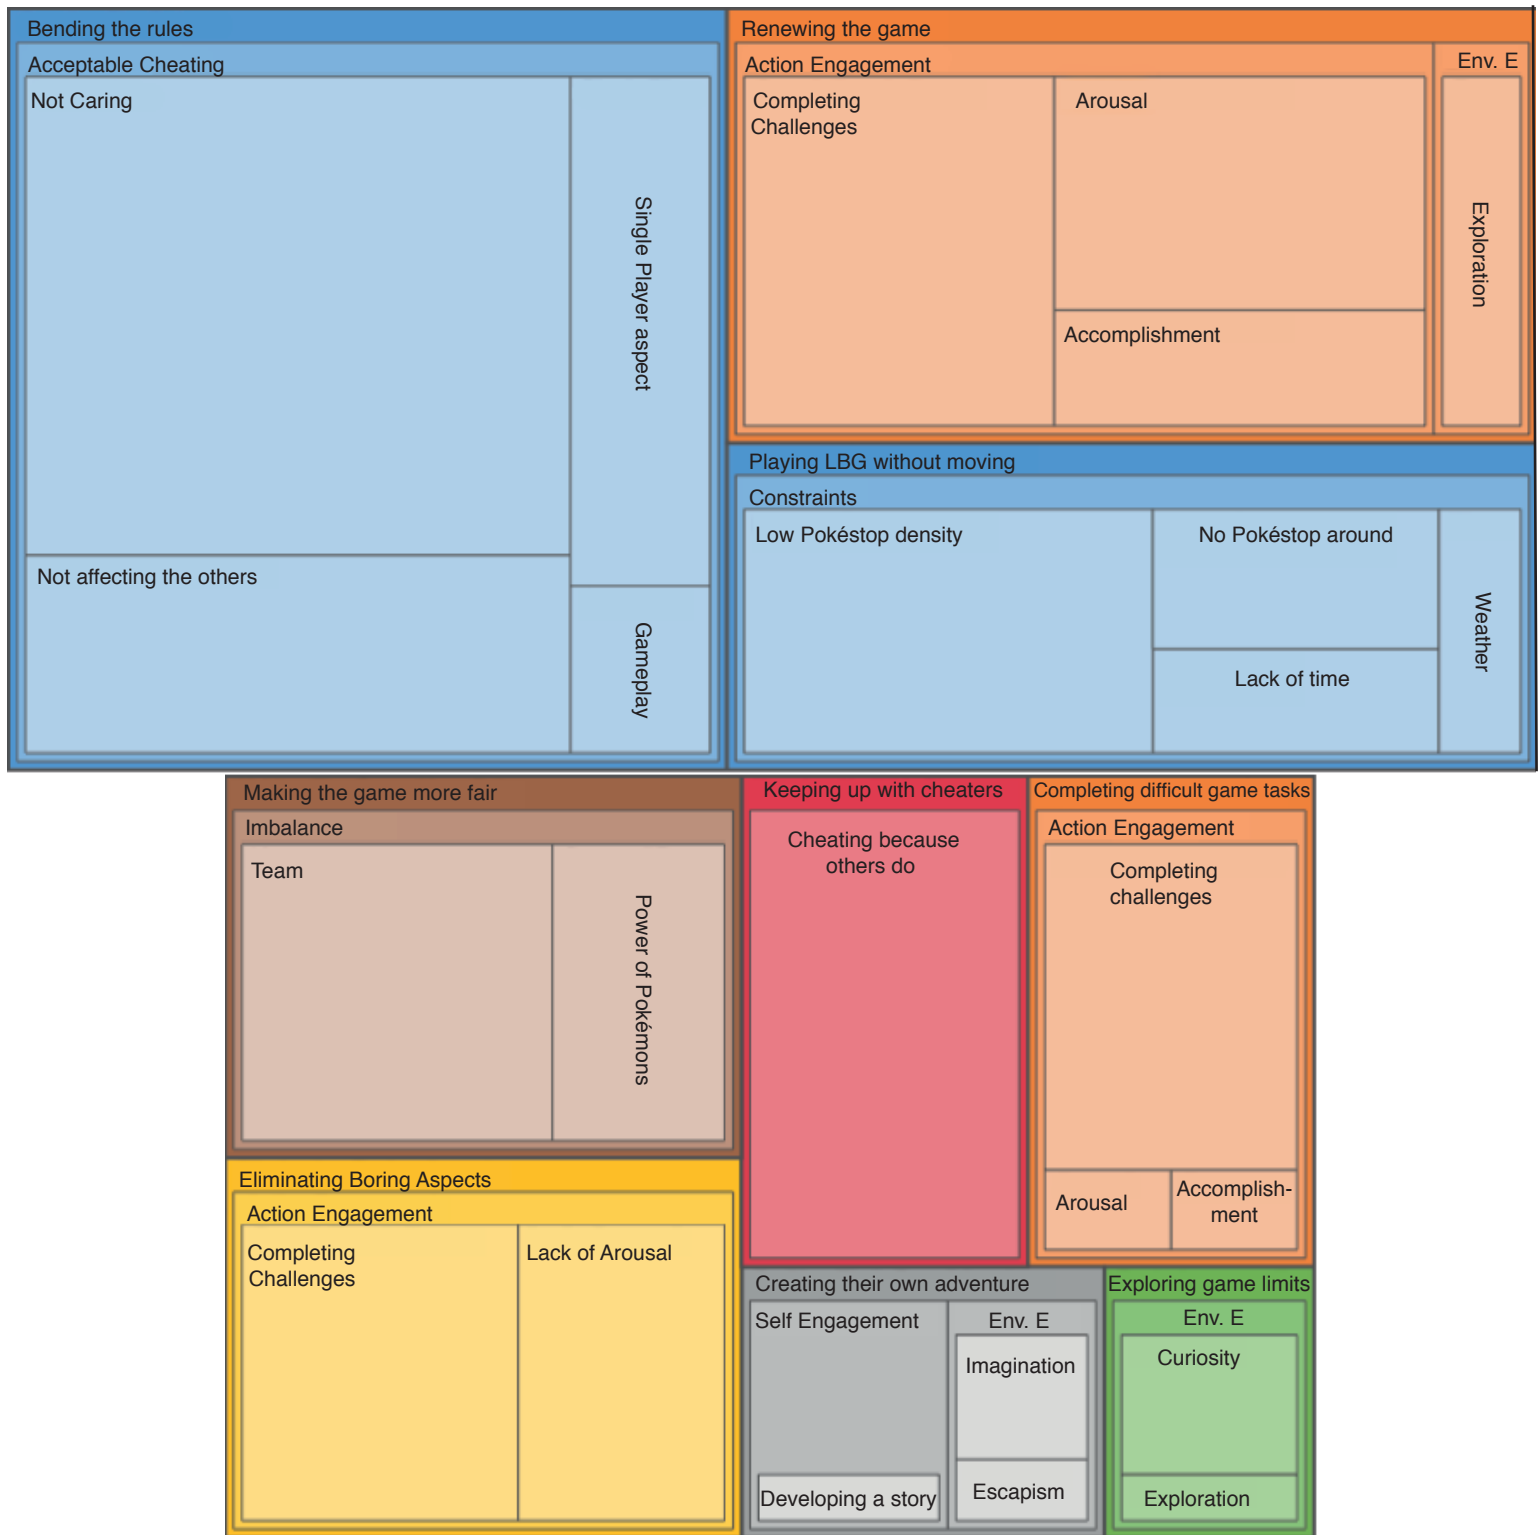 Bending the rules
Acceptable Cheating
Not Caring
Single Player aspect
Not affecting the others
Gameplay
Renewing the game
Action Engagement
Env. E
Completing
Challenges
Arousal
Exploration
Accomplishment
Playing LBG without moving
Constraints
Low Pokéstop density
No Pokéstop around
Weather
Lack of time
Making the game more fair
Imbalance
Team
Power of Pokémons
Keeping up with cheaters
Cheating because
others do
Completing difficult game tasks
Action Engagement
Completing
challenges
Arousal
Accomplish-
ment
Eliminating Boring Aspects
Action Engagement
Completing
Challenges
Lack of Arousal
Creating their own adventure
Self Engagement
Env. E
Imagination
Developing a story
Escapism
Exploring game limits
Env. E
Curiosity
Exploration